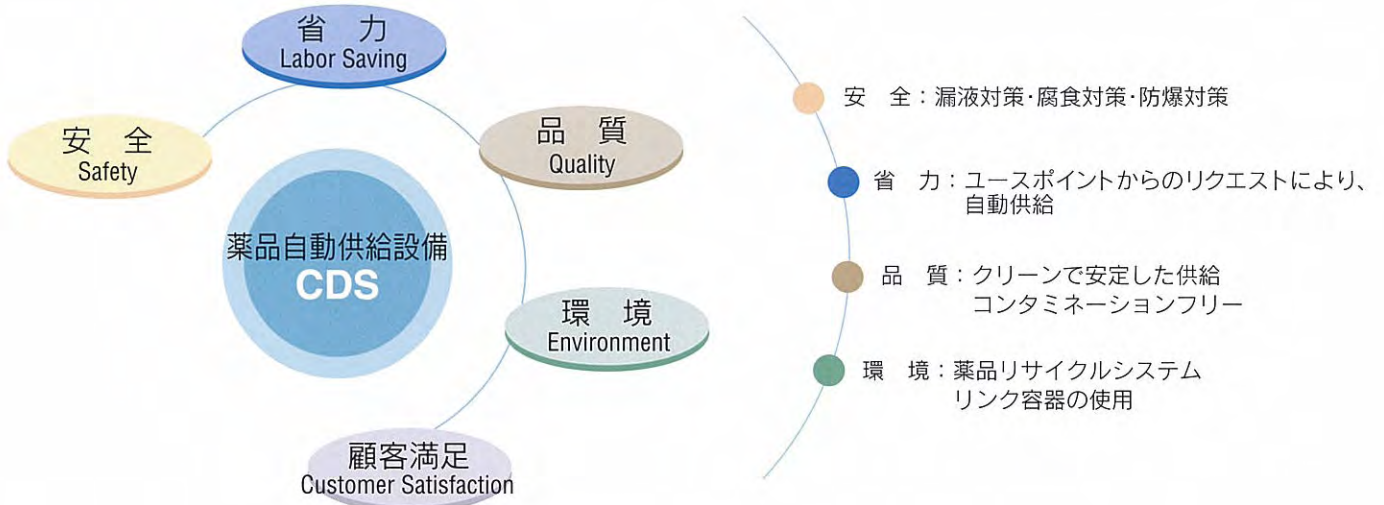 省　力
Labor Saving
安　全
Safety
品　質
Quality
薬品自動供給設備
CDS
環　境
Environment
顧客満足
Customer Satisfaction
安　全：漏液対策・腐食対策・防爆対策
省　力：ユースポイントからのリクエストにより、
自動供給
品　質：クリーンで安定した供給
コンタミネーションフリー
環　境：薬品リサイクルシステム
リンク容器の使用